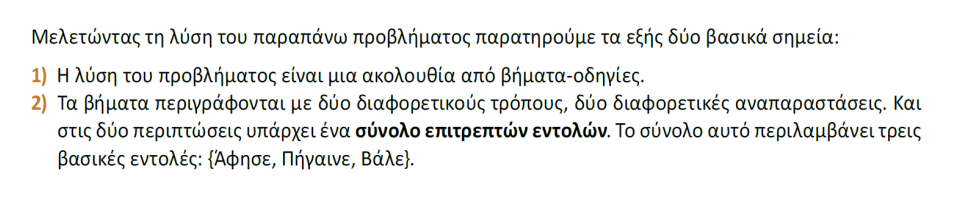 Μελετώντας τη λύση του παραπάνω προβλήματος παρατηρούμε τα εξής δύο βασικά σημεία:
1) Η λύση του προβλήματος είναι μια ακολουθία από βήματα-οδηγίες.
2) Τα βήματα περιγράφονται με δύο διαφορετικούς τρόπους, δύο διαφορετικές αναπαραστάσεις. Και
στις δύο περιπτώσεις υπάρχει ένα σύνολο επιτρεπτών εντολών. Το σύνολο αυτό περιλαμβάνει τρεις
βασικές εντολές: {Άφησε, Πήγαινε, Βάλε}.